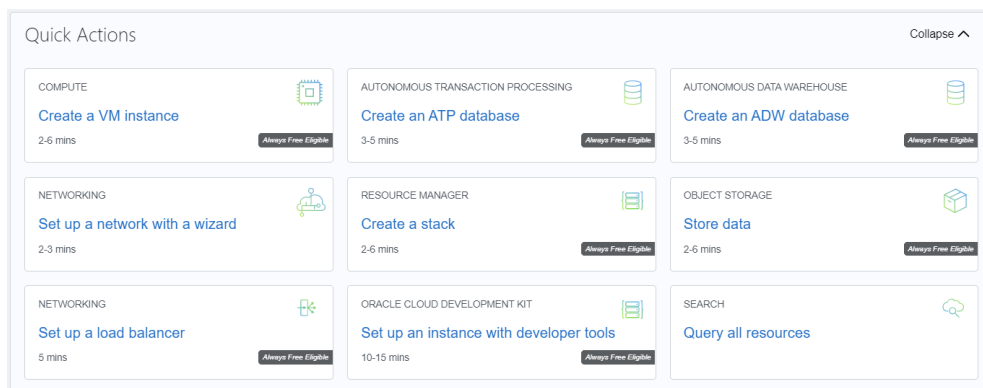 Quick Actions
Collapse
COMPUTE
Create a VM instance
2-6 mins
Always Free Eligible
AUTONOMOUS TRANSACTION PROCESSING
Create an ATP database
3-5 mins
Always Free Eligible
AUTONOMOUS DATA WAREHOUSE
Create an ADW database
3-5 mins
Always Free Eligible
NETWORKING
Set up a network with a wizard
2-3 mins
RESOURCE MANAGER
Create a stack
2-6 mins
Always Free Eligible
OBJECT STORAGE
Store data
2-6 mins
Always Free Eligible
NETWORKING
Set up a load balancer
5 mins
Always Free Eligible
ORACLE CLOUD DEVELOPMENT KIT
Set up an instance with developer tools
10-15 mins
Always Free Eligible
SEARCH
Query all resources